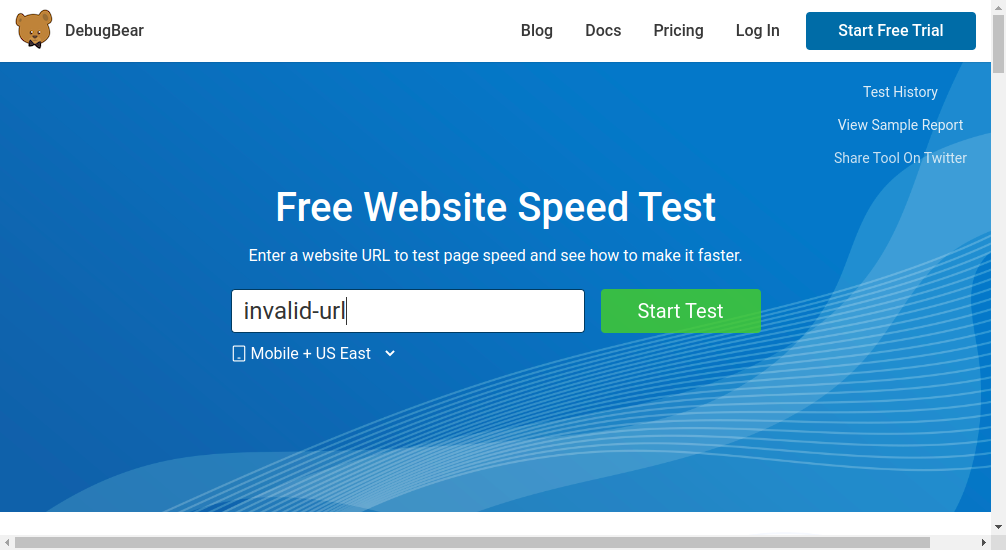 DebugBear
Blog
Docs
Pricing
Log In
Start Free Trial
Test History
View Sample Report
Share Tool On Twitter
Free Website Speed Test
Enter a website URL to test page speed and see how to make it faster.
invalid-url
Start Test
Mobile + US East